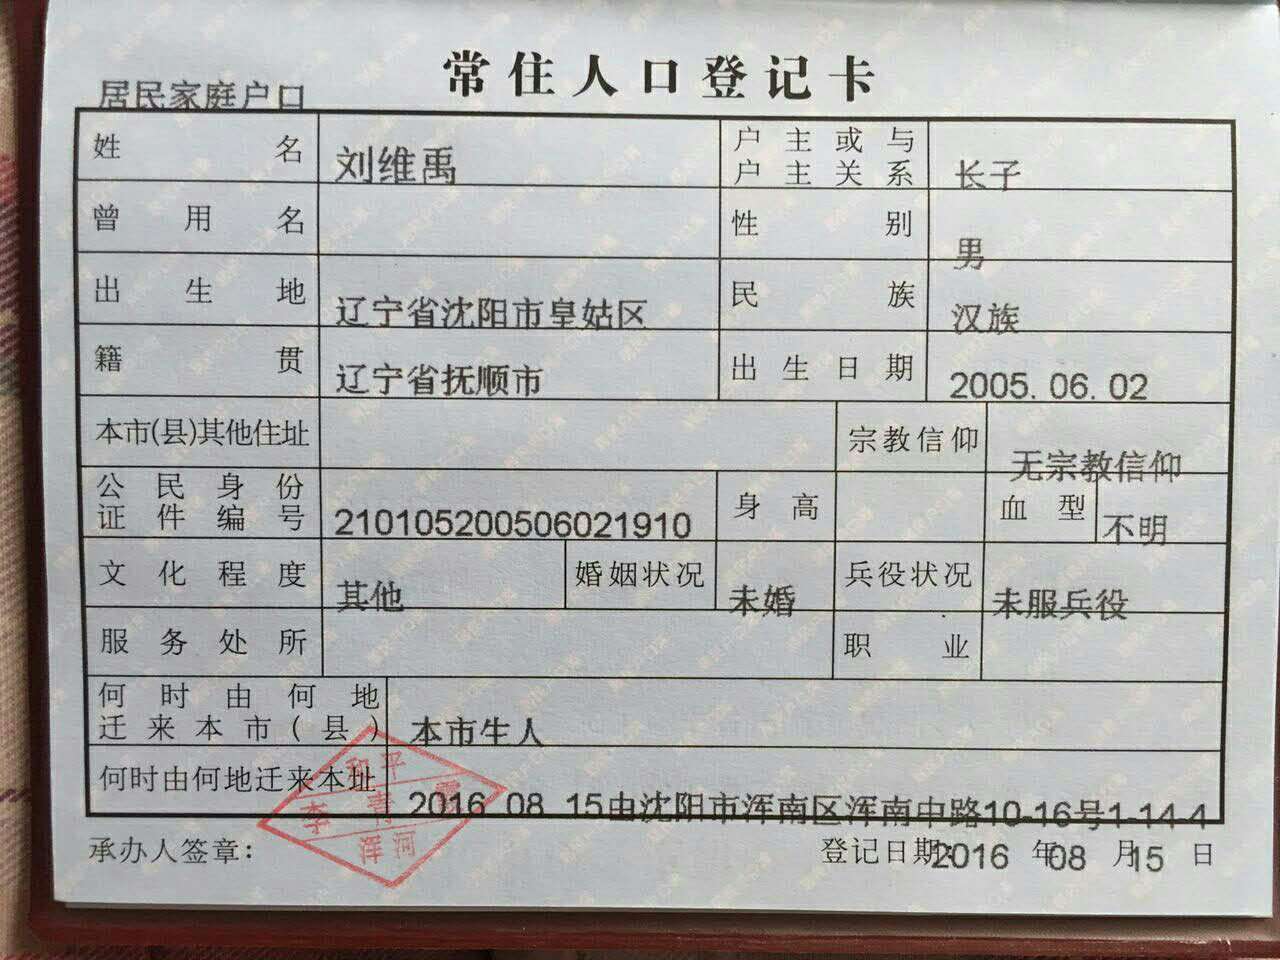 常住人口登记卡
居民家庭户口
姓名 刘维禹 户主或与户主关系 长子
曾用名 性别 男
出生地 辽宁省沈阳市皇姑区 民族 汉族
籍贯 辽宁省抚顺市 出生日期 2005.06.02
本市(县)其他住址 宗教信仰 无宗教信仰
公民身份证件编号 210105200506021910 身高 血型 不明
文化程度 其他 婚姻状况 未婚 兵役状况 未服兵役
服务处所 职业
何时由何地迁来本市(县) 本市生人
何时由何地迁来本址 2016.08.15由沈阳市浑南区浑南中路10-16号1-14-4
和平
李青
浑河
承办人签章： 登记日期：2016年08月15日